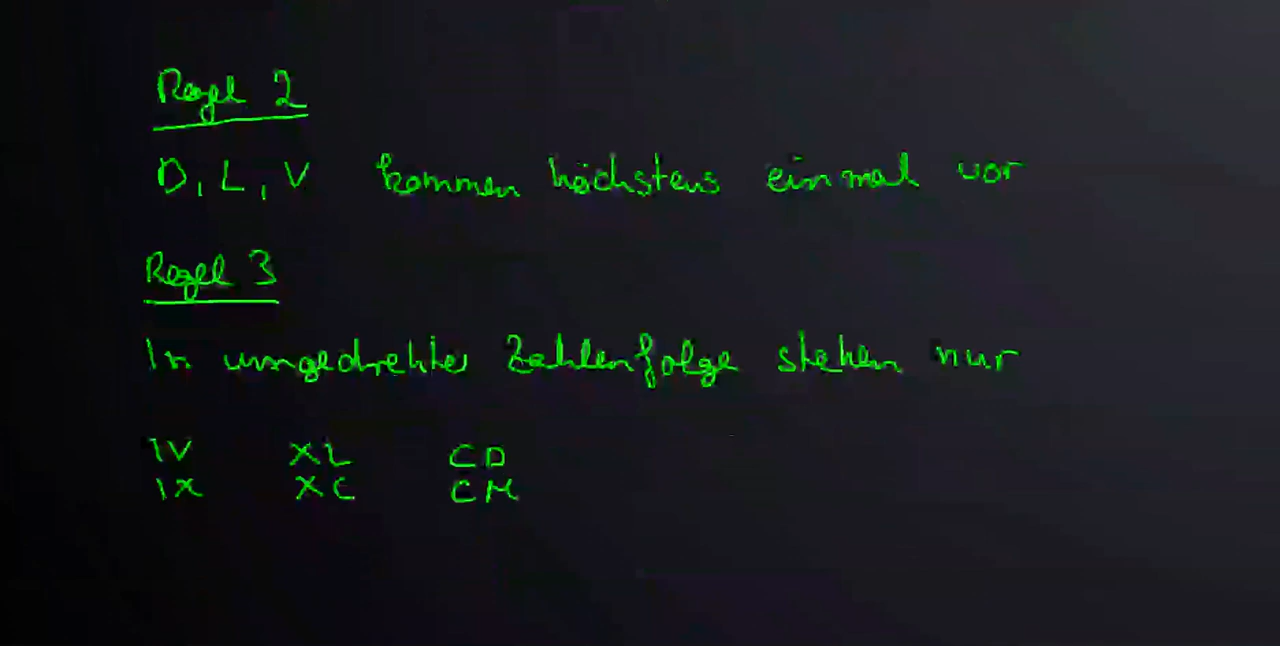 Regel 2
D, L, V kommen höchstens einmal vor
Regel 3
In umgedrehter Zahlenfolge stehen nur
IV XL CD
IX XC CM